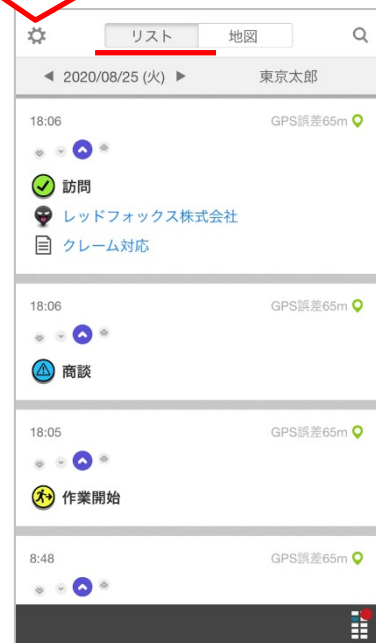 リスト 地図
◀ 2020/08/25 (火) ▶ 東京太郎
18:06 GPS誤差65m
訪問
レッドフォックス株式会社
クレーム対応
18:06 GPS誤差65m
商談
18:05 GPS誤差65m
作業開始
8:48 GPS誤差65m